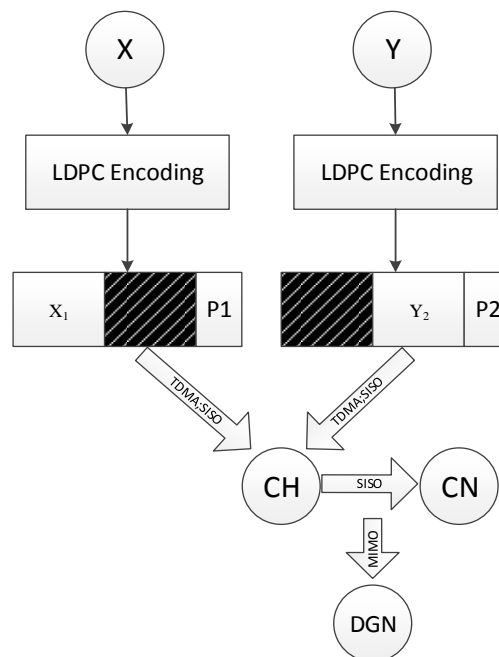 X
Y
LDPC Encoding
LDPC Encoding
X₁
P1
Y₂
P2
TDMA;SISO
TDMA;SISO
CH
SISO
CN
MIMO
DGN